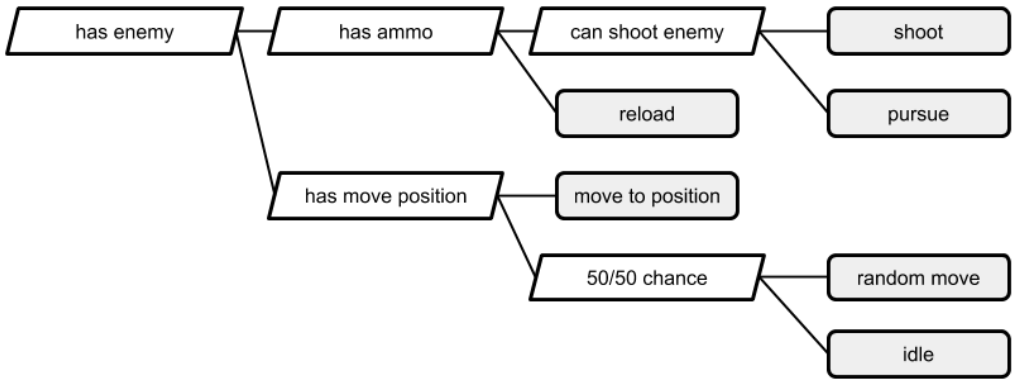 has enemy
has ammo
can shoot enemy
shoot
reload
pursue
has move position
move to position
50/50 chance
random move
idle